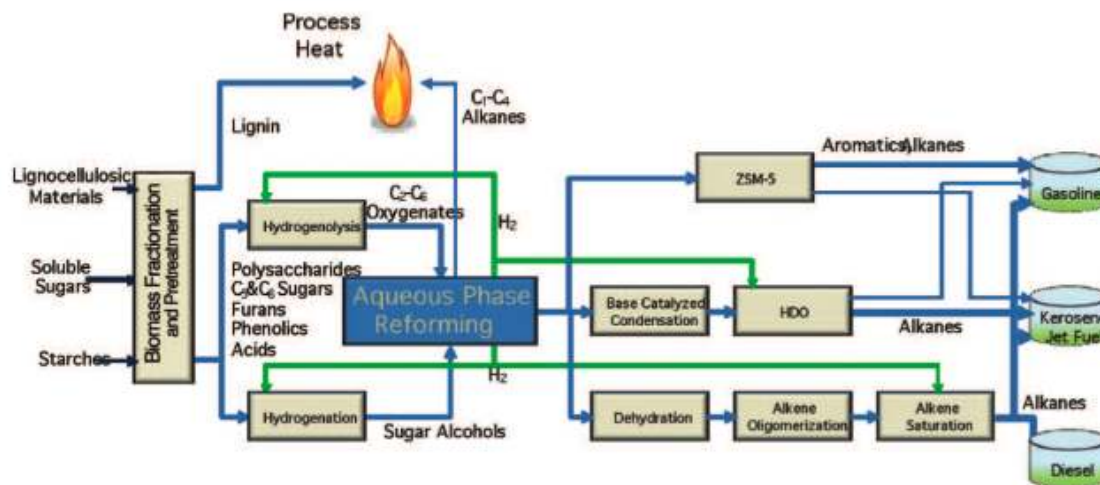 Process
Heat
C₁-C₄
Alkanes
Lignin
Lignocellulosic
Materials
Soluble
Sugars
Starches
Biomass Fractionation
and Pretreatment
Hydrogenolysis
C₂-C₆
Oxygenates
H₂
Polysaccharides
C₅&C₆ Sugars
Furans
Phenolics
Acids
Aqueous Phase
Reforming
H₂
Hydrogenation
Sugar Alcohols
ZSM-5
Aromatics,Alkanes
Gasoline
Base Catalyzed
Condensation
HDO
Alkanes
Kerosene
Jet Fuel
Dehydration
Alkene
Oligomerization
Alkene
Saturation
Alkanes
Diesel